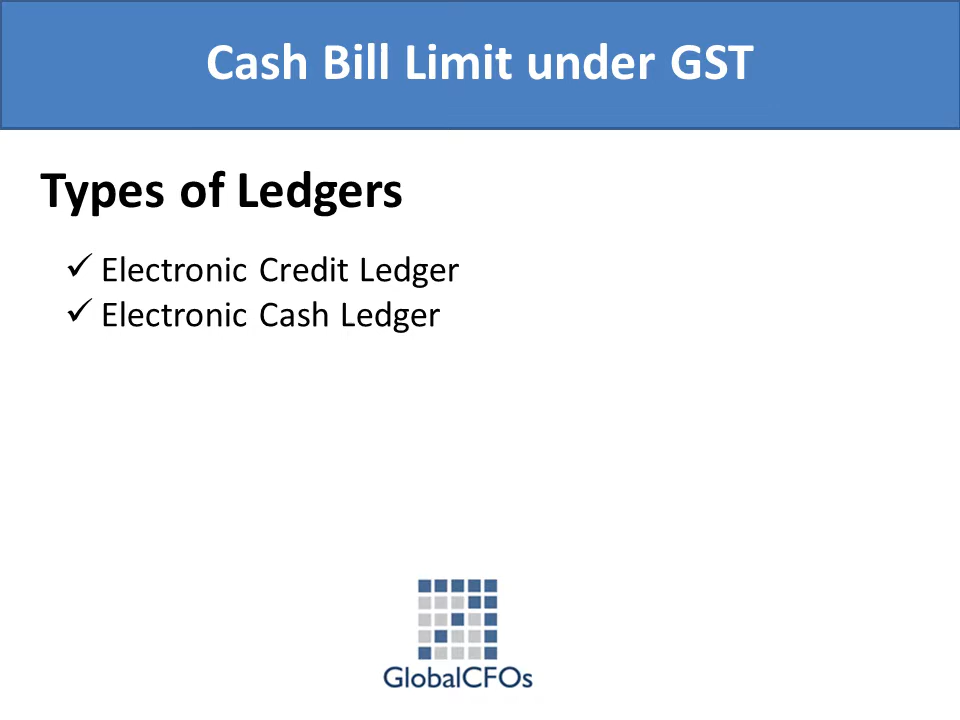 Cash Bill Limit under GST
Types of Ledgers
✓ Electronic Credit Ledger
✓ Electronic Cash Ledger
GlobalCFOs